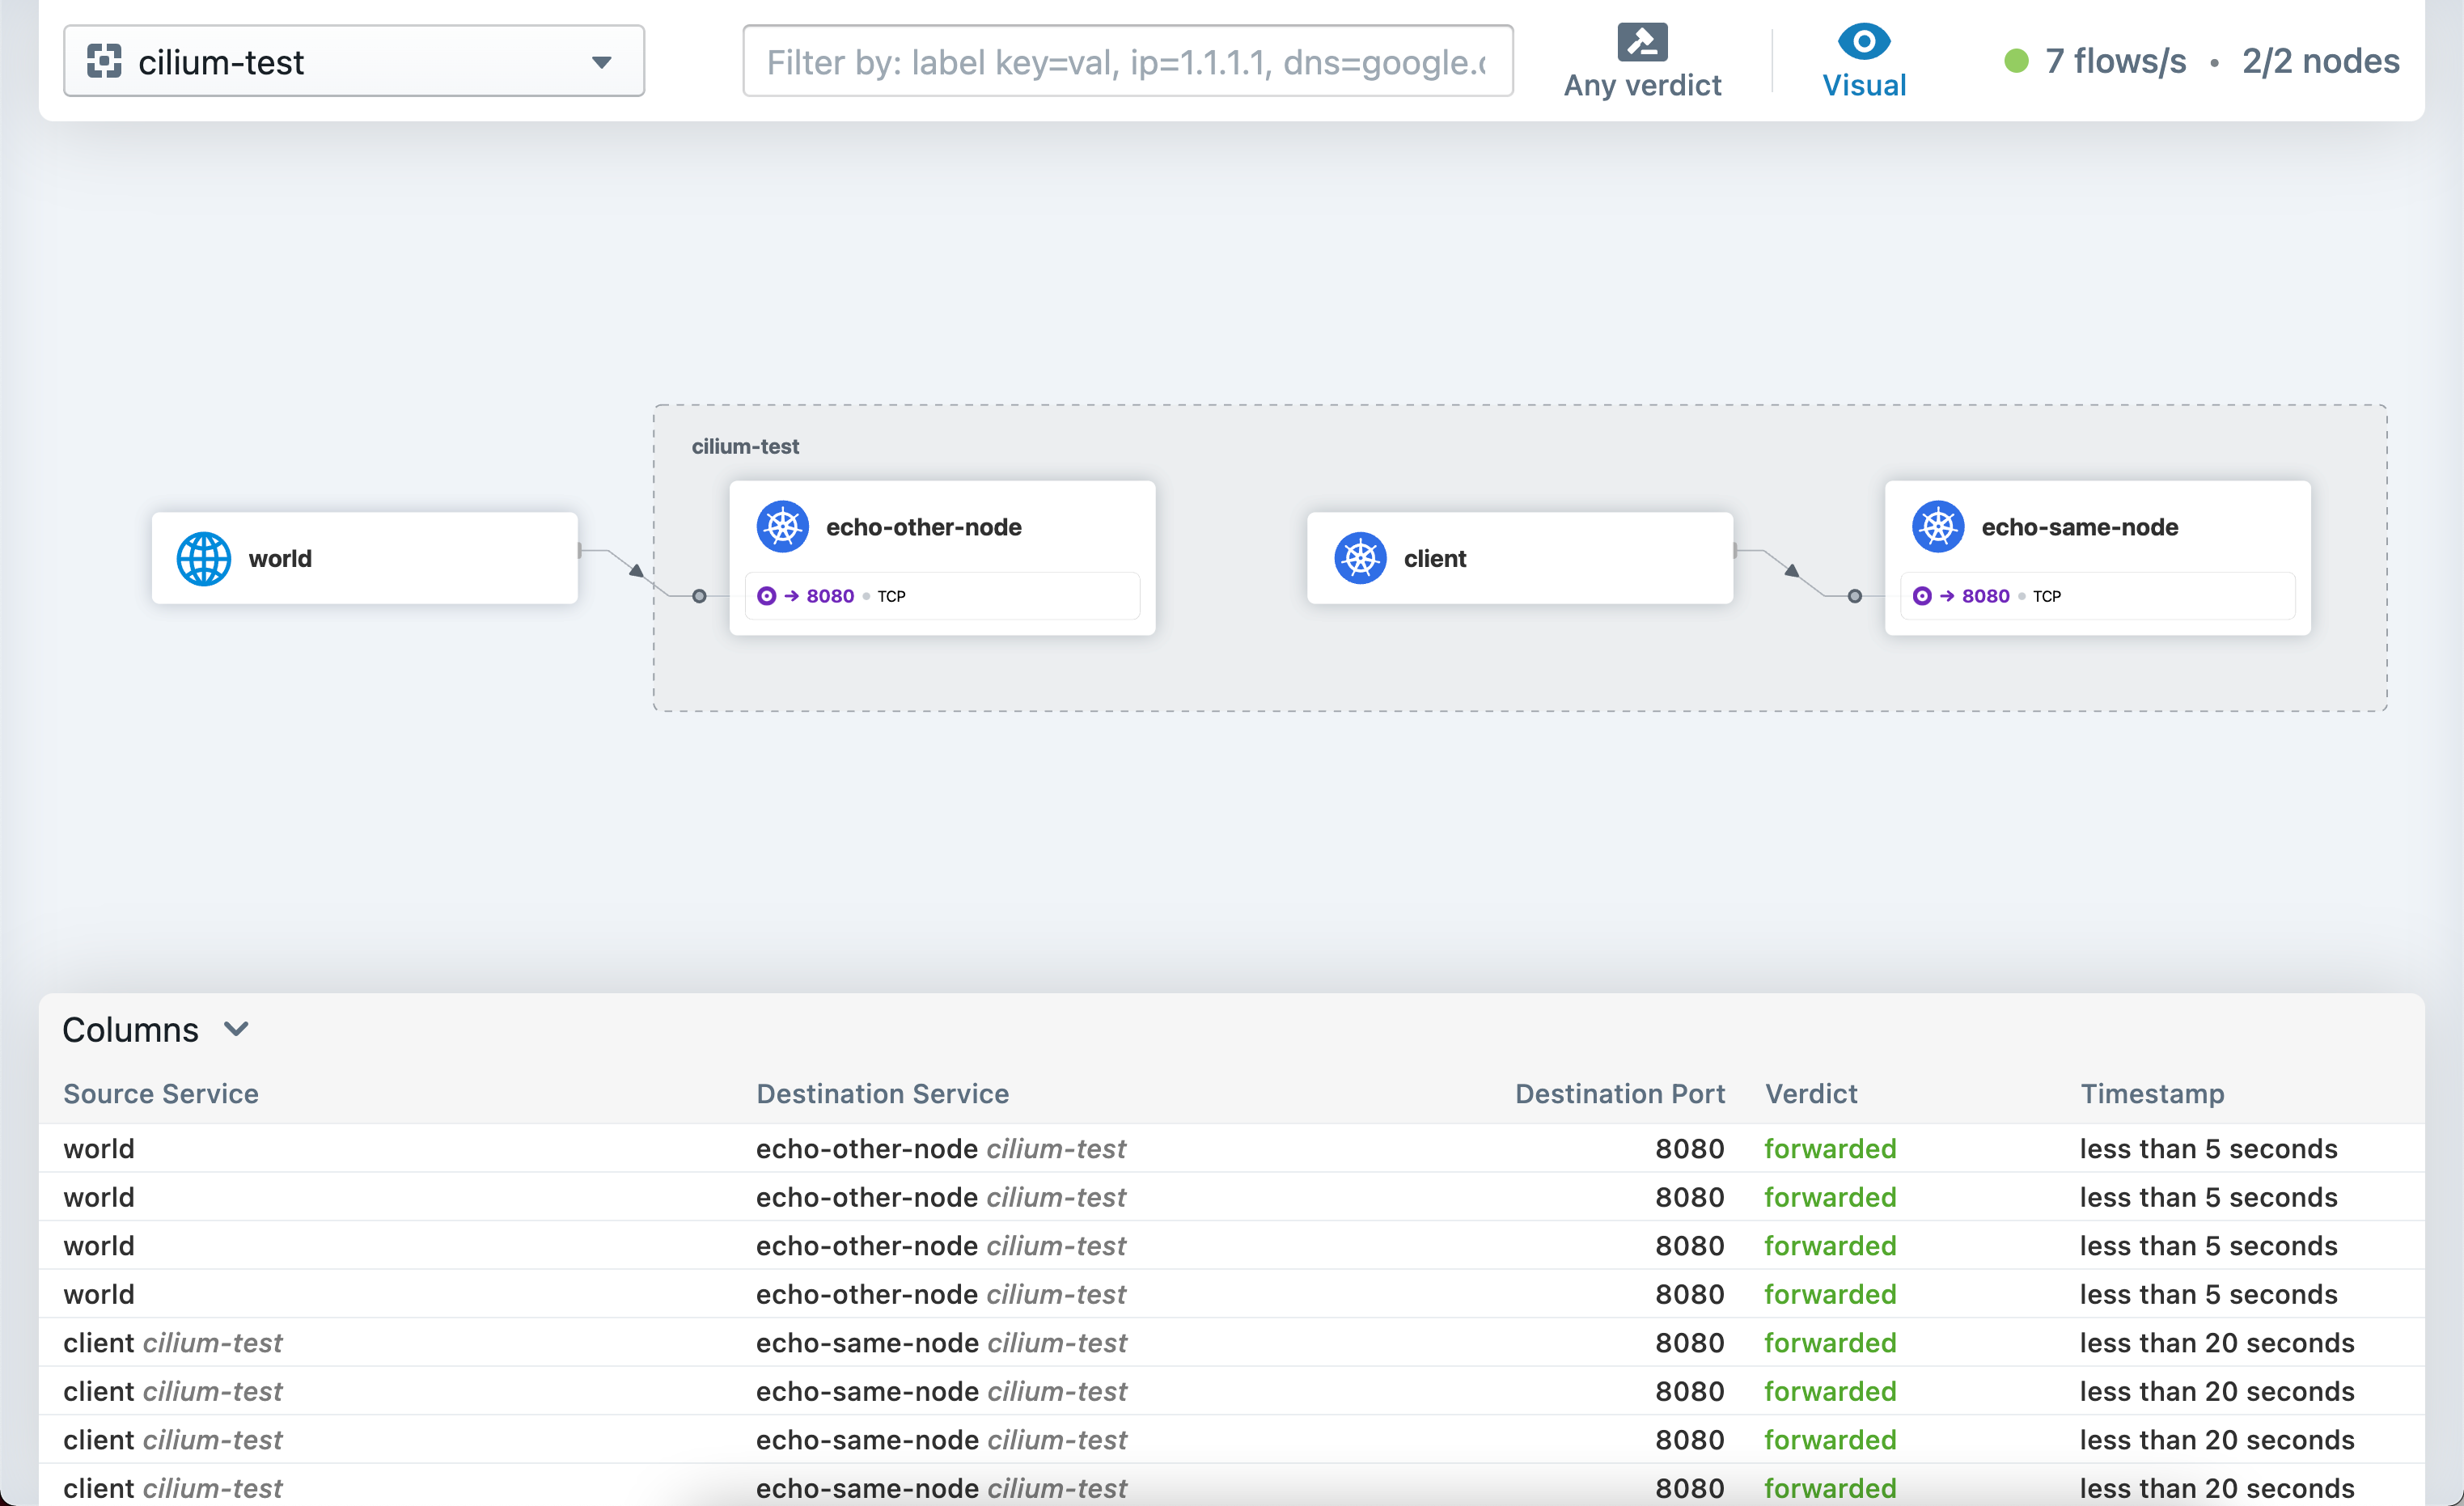 cilium-test
Filter by: label key=val, ip=1.1.1.1, dns=google.c
Any verdict
Visual
7 flows/s • 2/2 nodes
cilium-test
world
echo-other-node
→ 8080 • TCP
client
echo-same-node
→ 8080 • TCP
Columns
Source Service Destination Service Destination Port Verdict Timestamp
world echo-other-node cilium-test 8080 forwarded less than 5 seconds
world echo-other-node cilium-test 8080 forwarded less than 5 seconds
world echo-other-node cilium-test 8080 forwarded less than 5 seconds
world echo-other-node cilium-test 8080 forwarded less than 5 seconds
client cilium-test echo-same-node cilium-test 8080 forwarded less than 20 seconds
client cilium-test echo-same-node cilium-test 8080 forwarded less than 20 seconds
client cilium-test echo-same-node cilium-test 8080 forwarded less than 20 seconds
client cilium-test echo-same-node cilium-test 8080 forwarded less than 20 seconds